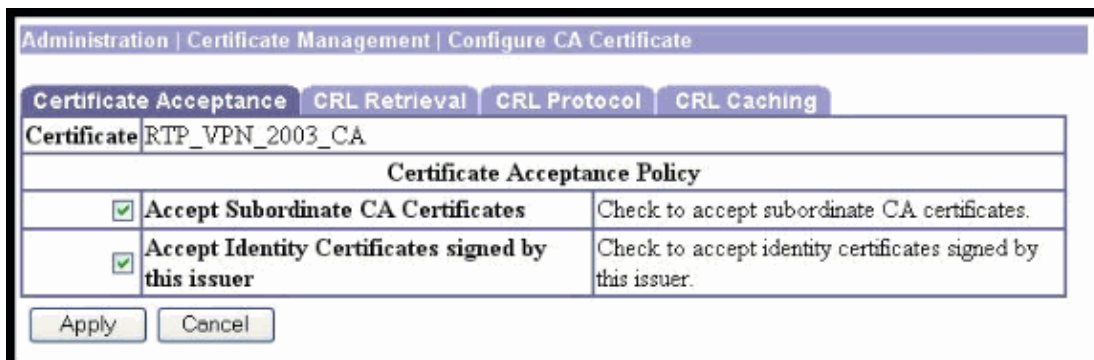 Administration | Certificate Management | Configure CA Certificate
Certificate Acceptance CRL Retrieval CRL Protocol CRL Caching
Certificate RTP_VPN_2003_CA
Certificate Acceptance Policy
Accept Subordinate CA Certificates Check to accept subordinate CA certificates.
Accept Identity Certificates signed by Check to accept identity certificates signed by
this issuer this issuer.
Apply Cancel